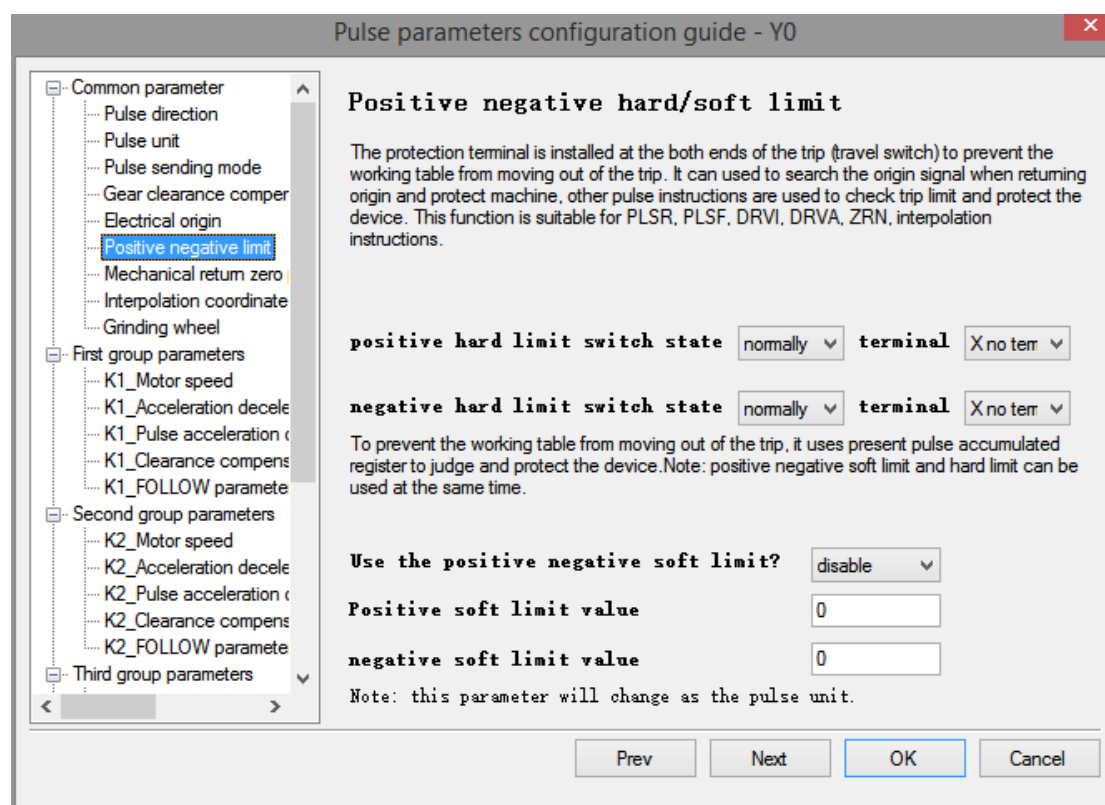 Pulse parameters configuration guide - Y0
Common parameter
Pulse direction
Pulse unit
Pulse sending mode
Gear clearance comper
Electrical origin
Positive negative limit
Mechanical return zero
Interpolation coordinate
Grinding wheel
First group parameters
K1_Motor speed
K1_Acceleration decele
K1_Pulse acceleration c
K1_Clearance compens
K1_FOLLOW paramete
Second group parameters
K2_Motor speed
K2_Acceleration decele
K2_Pulse acceleration c
K2_Clearance compens
K2_FOLLOW paramete
Third group parameters
Positive negative hard/soft limit
The protection terminal is installed at the both ends of the trip (travel switch) to prevent the
working table from moving out of the trip. It can used to search the origin signal when returning
origin and protect machine, other pulse instructions are used to check trip limit and protect the
device. This function is suitable for PLSR, PLSF, DRVI, DRVA, ZRN, interpolation
instructions.
positive hard limit switch state normally terminal X no tem
negative hard limit switch state normally terminal X no tem
To prevent the working table from moving out of the trip, it uses present pulse accumulated
register to judge and protect the device.Note: positive negative soft limit and hard limit can be
used at the same time.
Use the positive negative soft limit? disable
Positive soft limit value 0
negative soft limit value 0
Note: this parameter will change as the pulse unit.
Prev Next OK Cancel